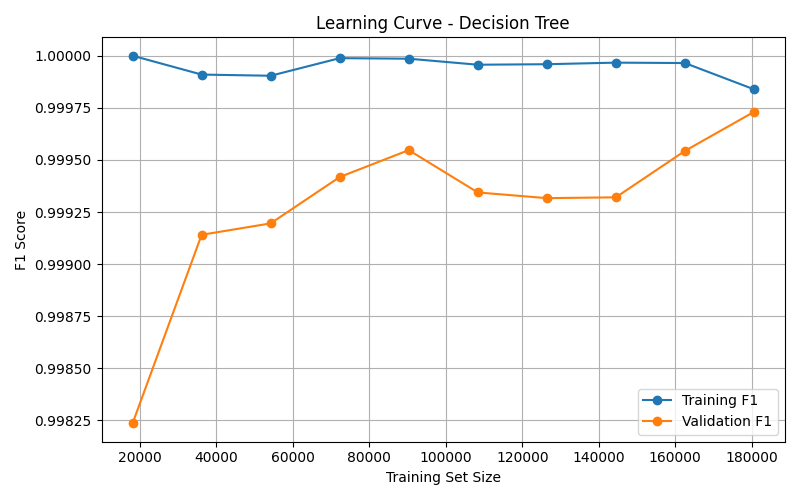 Learning Curve - Decision Tree
1.00000
0.99975
0.99950
0.99925
0.99900
0.99875
0.99850
0.99825
F1 Score
20000 40000 60000 80000 100000 120000 140000 160000 180000
Training Set Size
Training F1
Validation F1